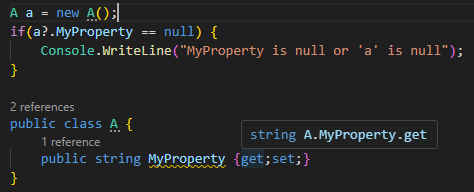 A a = new A();
if(a?.MyProperty == null) {
Console.WriteLine("MyProperty is null or 'a' is null");
}
2 references
public class A {
string A.MyProperty.get
1 reference
public string MyProperty {get;set;}
}